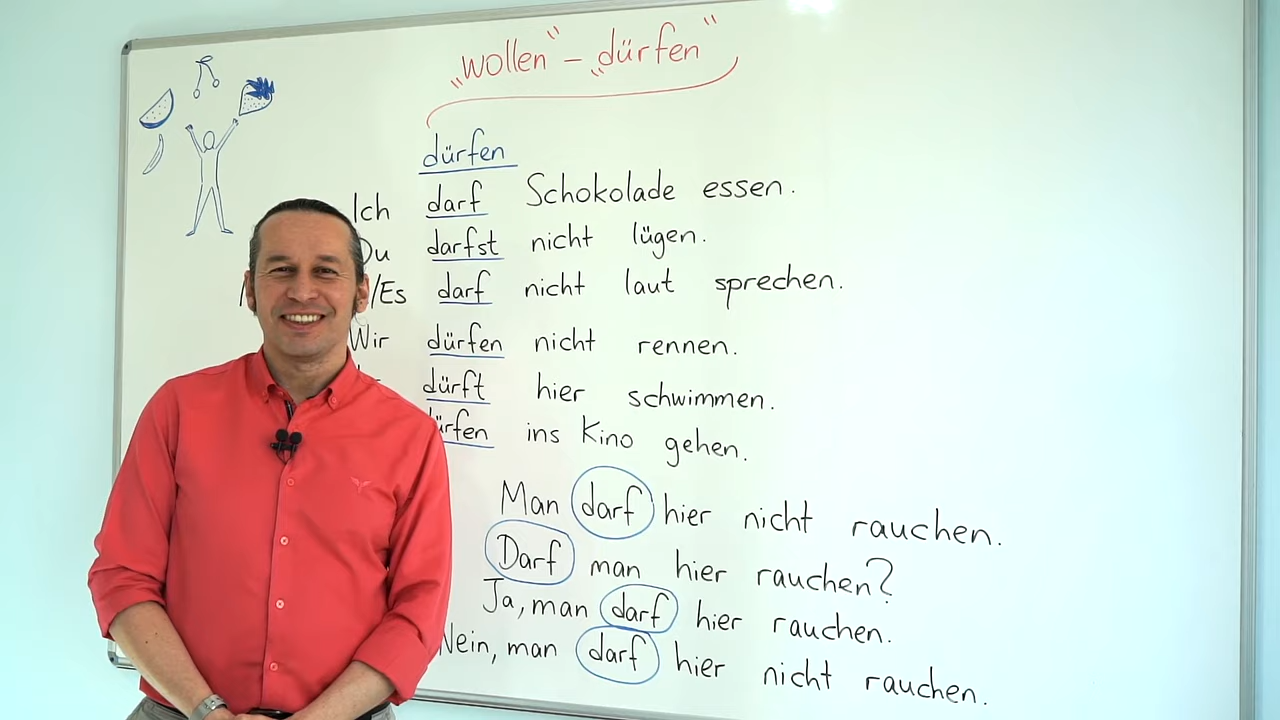 „wollen“ – „dürfen“
dürfen
Ich darf Schokolade essen.
Du darfst nicht lügen.
/Es darf nicht laut sprechen.
Wir dürfen nicht rennen.
dürft hier schwimmen.
dürfen ins Kino gehen.
Man darf hier nicht rauchen.
Darf man hier rauchen?
Ja, man darf hier rauchen.
Nein, man darf hier nicht rauchen.